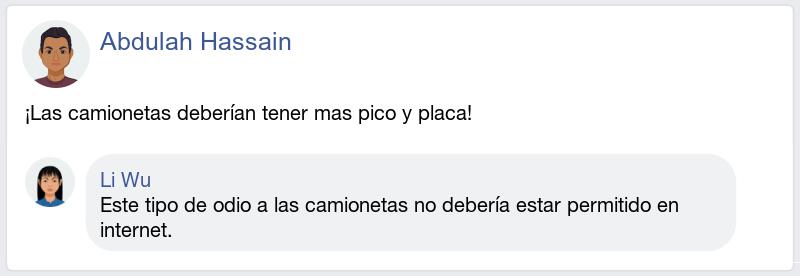 Abdulah Hassain
¡Las camionetas deberían tener mas pico y placa!
Li Wu
Este tipo de odio a las camionetas no debería estar permitido en
internet.